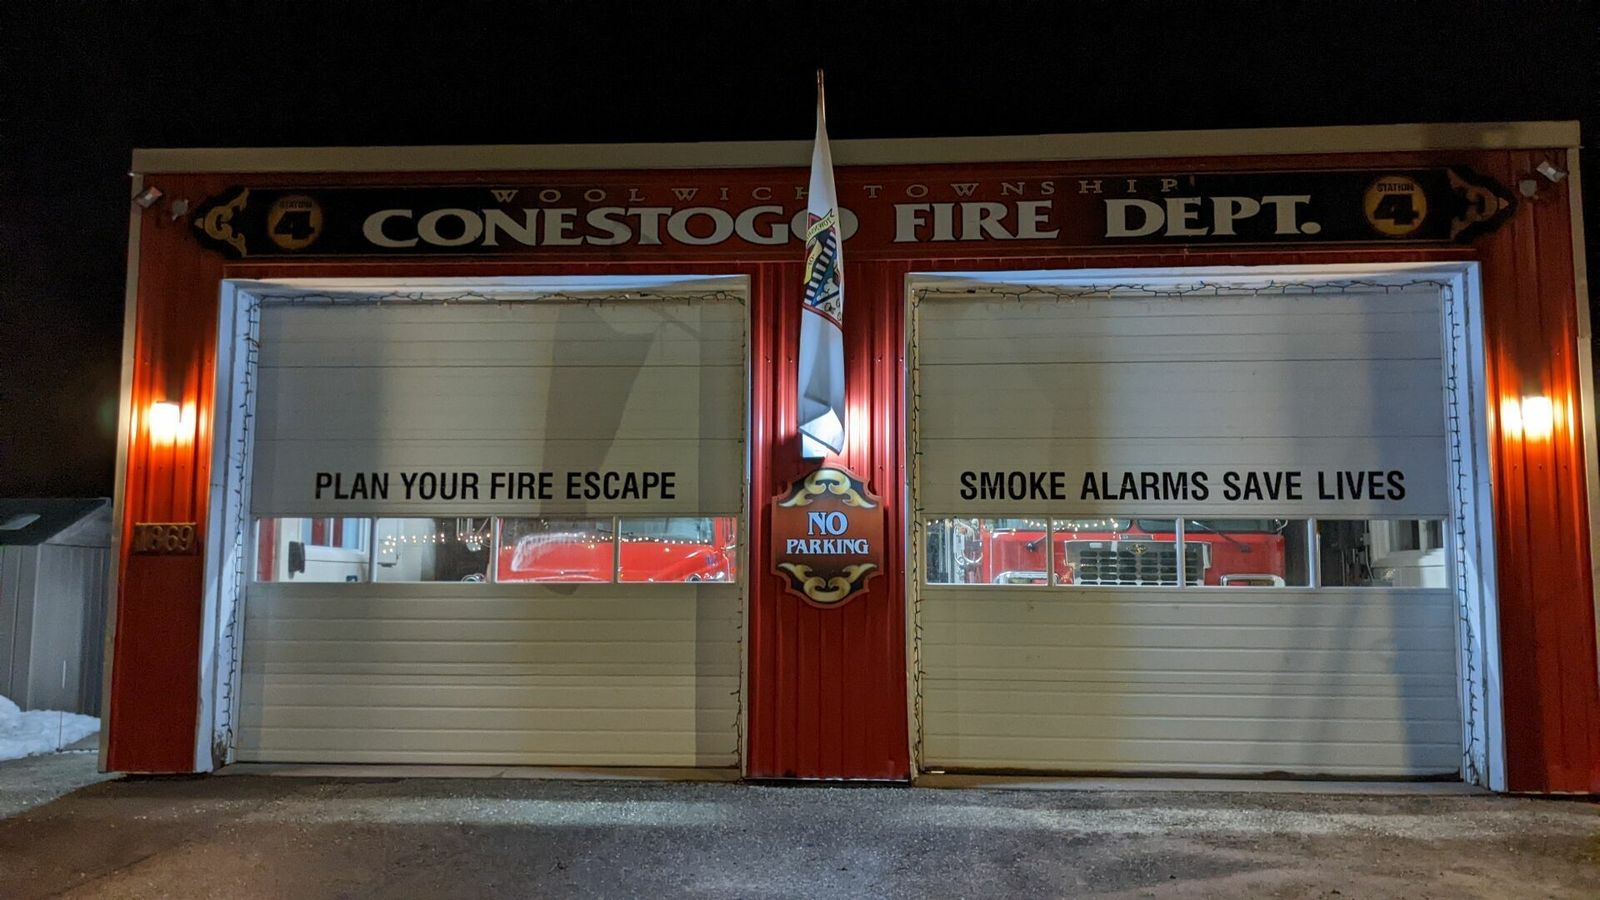 WOOLWICH TOWNSHIP
STATION
4
CONESTOGO FIRE DEPT.
STATION
4
PLAN YOUR FIRE ESCAPE
SMOKE ALARMS SAVE LIVES
NO
PARKING
1869